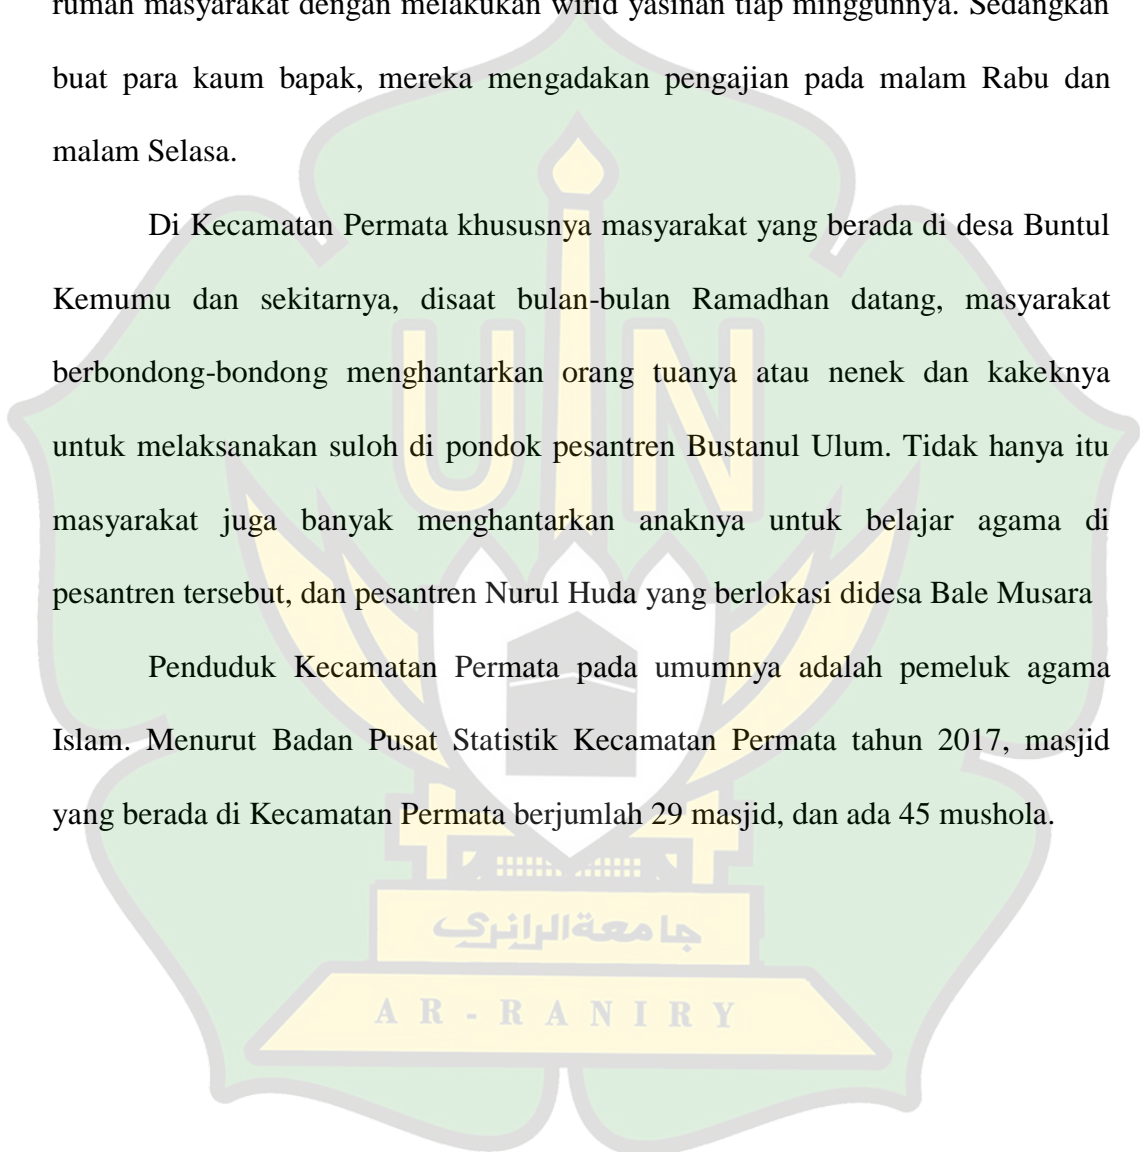 rumah masyarakat dengan melakukan wirid yasinan tiap minggunnya. Sedangkan
buat para kaum bapak, mereka mengadakan pengajian pada malam Rabu dan
malam Selasa.
Di Kecamatan Permata khususnya masyarakat yang berada di desa Buntul
Kemumu dan sekitarnya, disaat bulan-bulan Ramadhan datang, masyarakat
berbondong-bondong menghantarkan orang tuanya atau nenek dan kakeknya
untuk melaksanakan suloh di pondok pesantren Bustanul Ulum. Tidak hanya itu
masyarakat juga banyak menghantarkan anaknya untuk belajar agama di
pesantren tersebut, dan pesantren Nurul Huda yang berlokasi didesa Bale Musara
Penduduk Kecamatan Permata pada umumnya adalah pemeluk agama
Islam. Menurut Badan Pusat Statistik Kecamatan Permata tahun 2017, masjid
yang berada di Kecamatan Permata berjumlah 29 masjid, dan ada 45 mushola.
UIN
جامعةالرانري
AR-RANIRY